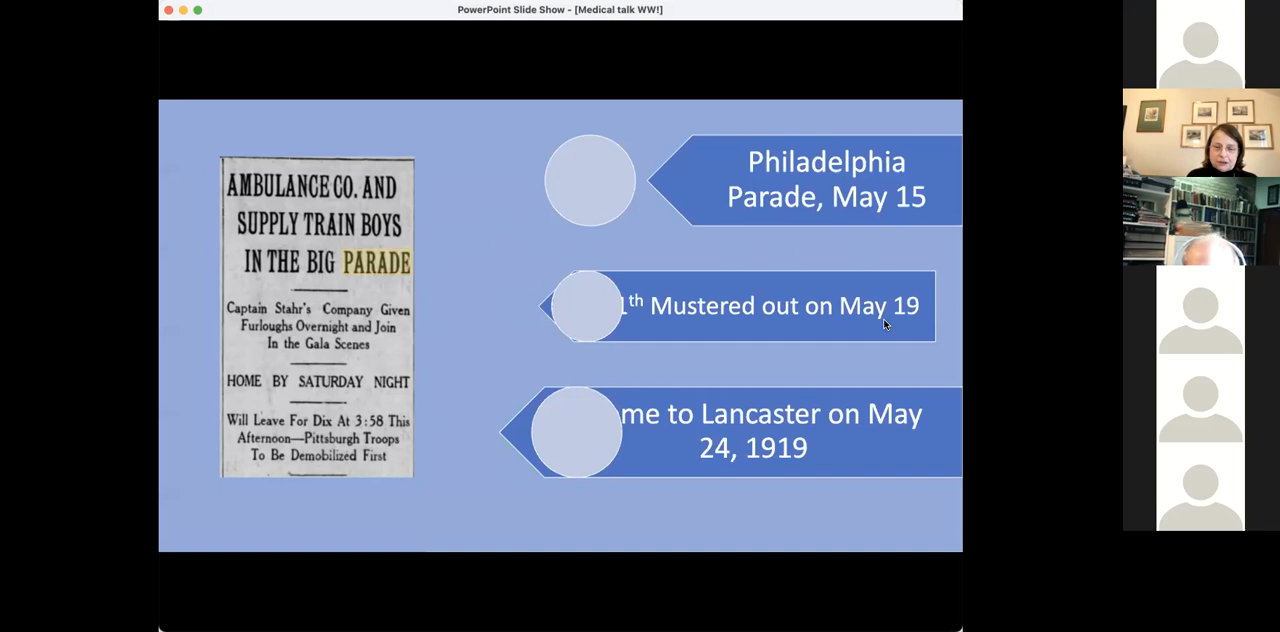 PowerPoint Slide Show - [Medical talk WW!]
AMBULANCE CO. AND
SUPPLY TRAIN BOYS
IN THE BIG PARADE
Captain Stahr's Company Given
Furloughs Overnight and Join
In the Gala Scenes
HOME BY SATURDAY NIGHT
Will Leave For Dix At 3:58 This
Afternoon—Pittsburgh Troops
To Be Demobilized First
Philadelphia
Parade, May 15
1th Mustered out on May 19
me to Lancaster on May
24, 1919